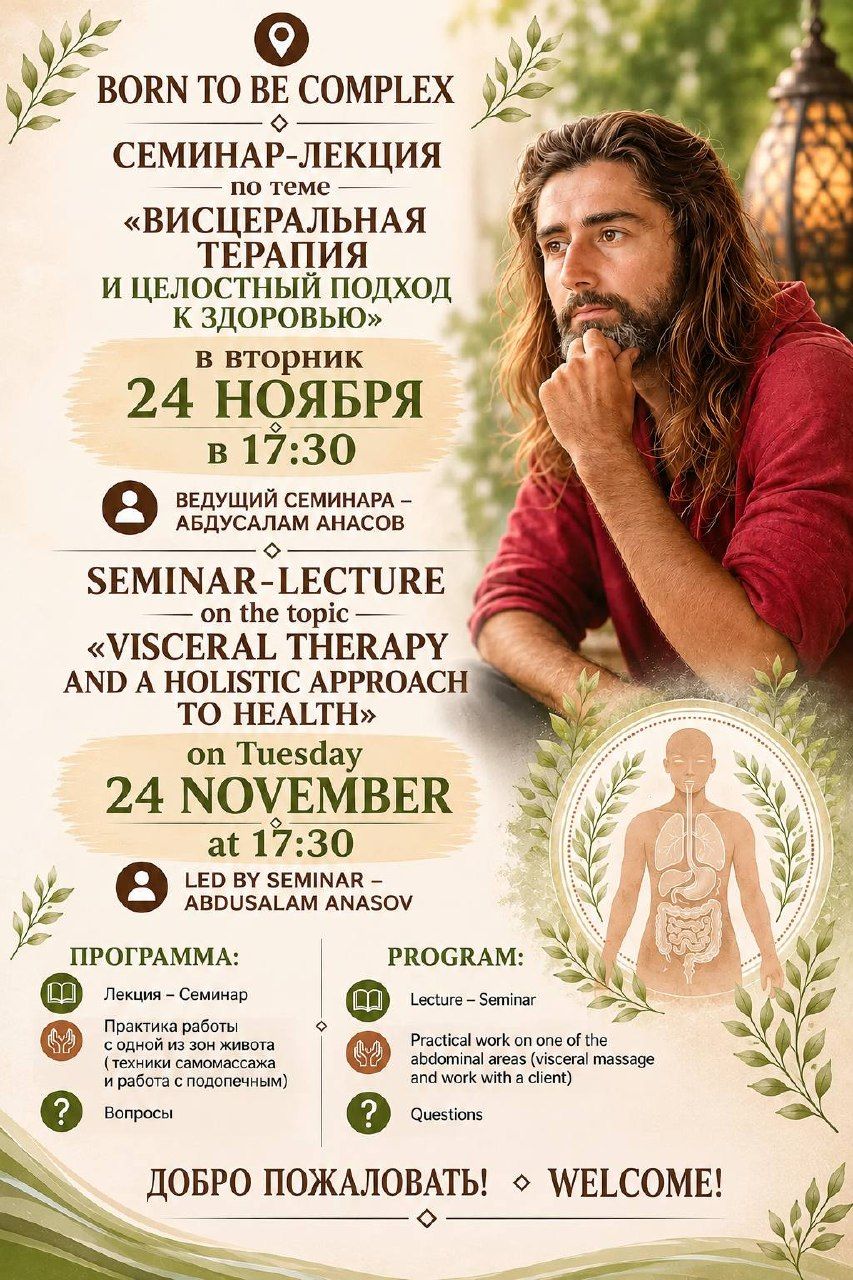 BORN TO BE COMPLEX
СЕМИНАР-ЛЕКЦИЯ
по теме
«ВИСЦЕРАЛЬНАЯ
ТЕРАПИЯ
И ЦЕЛОСТНЫЙ ПОДХОД
К ЗДОРОВЬЮ»
в вторник
24 НОЯБРЯ
в 17:30
ВЕДУЩИЙ СЕМИНАРА –
АБДУСАЛАМ АНАСОВ
SEMINAR-LECTURE
on the topic
«VISCERAL THERAPY
AND A HOLISTIC APPROACH
TO HEALTH»
on Tuesday
24 NOVEMBER
at 17:30
LED BY SEMINAR –
ABDUSALAM ANASOV
ПРОГРАММА:
Лекция – Семинар
Практика работы
с одной из зон живота
(техники самомассажа
и работа с подопечным)
Вопросы
PROGRAM:
Lecture – Seminar
Practical work on one of the
abdominal areas (visceral massage
and work with a client)
Questions
ДОБРО ПОЖАЛОВАТЬ! WELCOME!